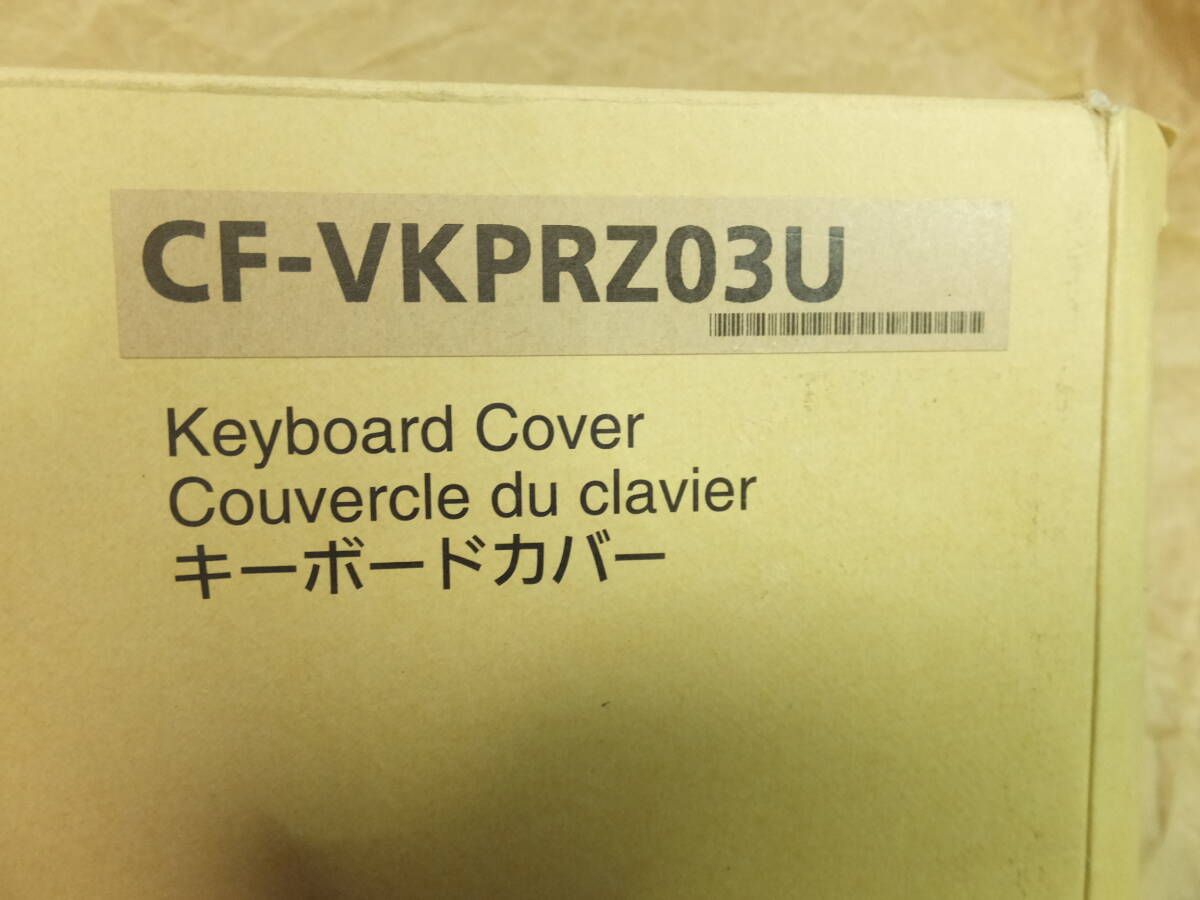 CF-VKPRZ03U
Keyboard Cover
Couvercle du clavier
キーボードカバー